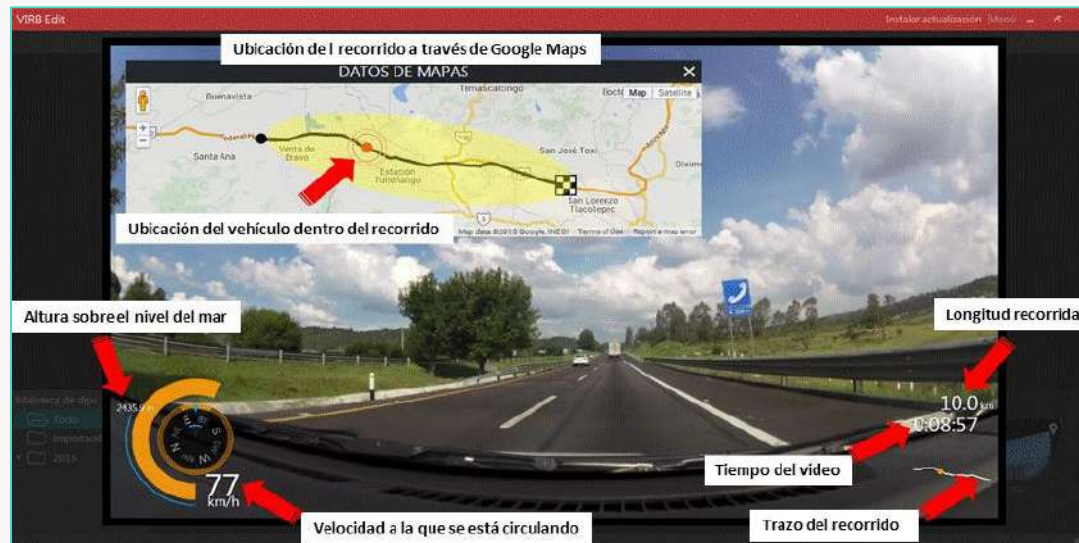 VIRB Edit
Instalar actualización | Menú
Ubicación del recorrido a través de Google Maps
DATOS DE MAPAS
Buenavista
Temascalcingo
Map Satellite
Santa Ana
Venta de Bravo
San José Toxi
Estación
San Lorenzo
Tlacotepec
Ubicación del vehículo dentro del recorrido
Map data ©2015 Google, INEGI Terms of Use Report a map error
Altura sobre el nivel del mar
Longitud recorrida
2435.9 m
10.0 km
0:08:57
Todo
2015
Tiempo del video
77
km/h
Velocidad a la que se está circulando
Trazo del recorrido